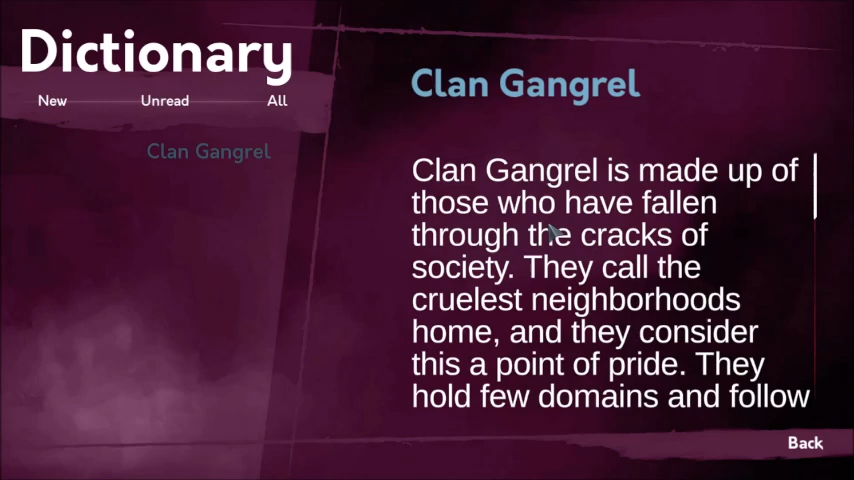 Dictionary
New Unread All
Clan Gangrel
Clan Gangrel
Clan Gangrel is made up of
those who have fallen
through the cracks of
society. They call the
cruelest neighborhoods
home, and they consider
this a point of pride. They
hold few domains and follow
Back